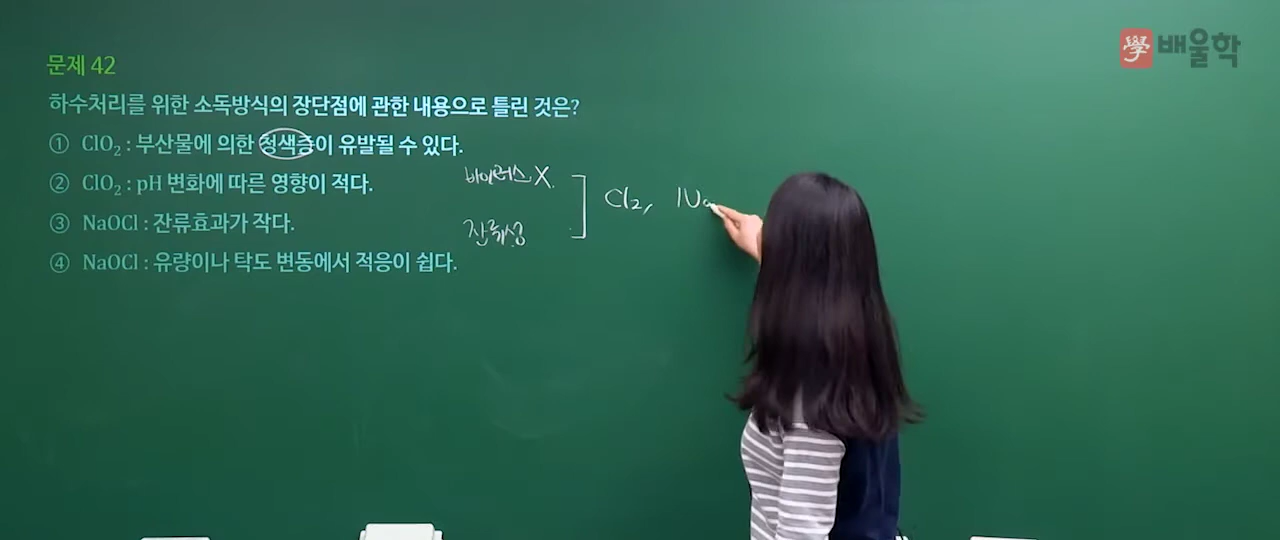 學 배울학
문제 42
하수처리를 위한 소독방식의 장단점에 관한 내용으로 틀린 것은?
① ClO₂ : 부산물에 의한 청색증이 유발될 수 있다.
② ClO₂ : pH 변화에 따른 영향이 적다.
③ NaOCl : 잔류효과가 작다.
④ NaOCl : 유량이나 탁도 변동에서 적응이 쉽다.
바이러스 X.
잔류성
Cl₂, Na